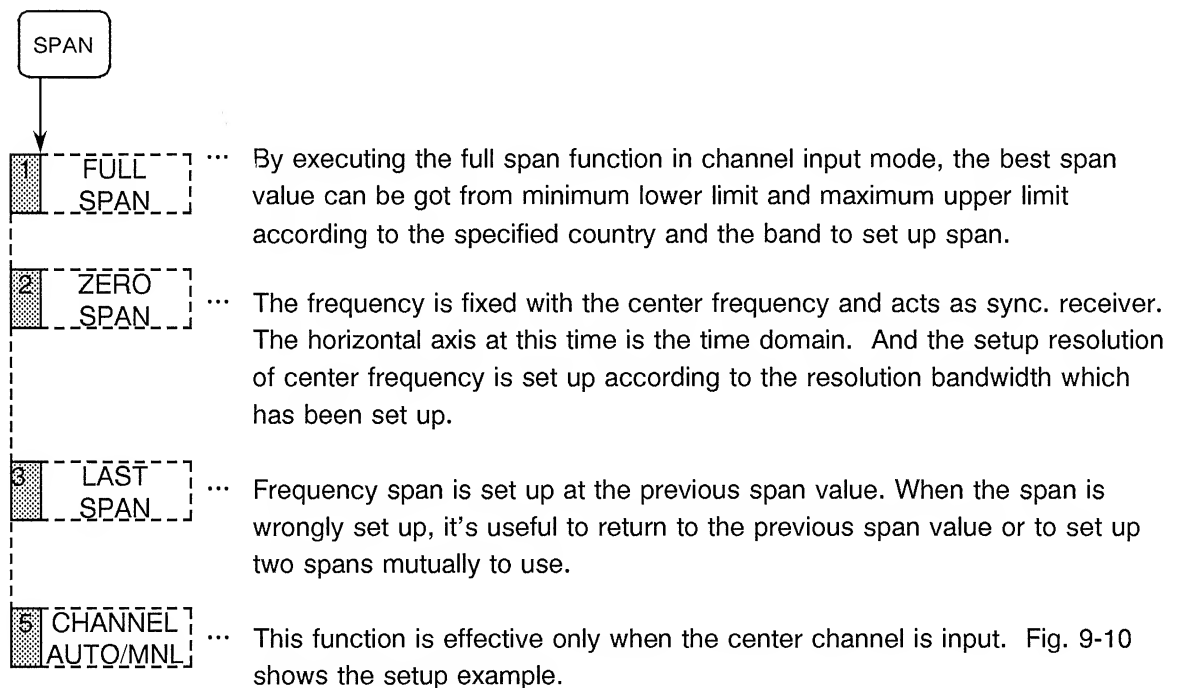 SPAN
1 FULL SPAN ... By executing the full span function in channel input mode, the best span
value can be got from minimum lower limit and maximum upper limit
according to the specified country and the band to set up span.
2 ZERO SPAN ... The frequency is fixed with the center frequency and acts as sync. receiver.
The horizontal axis at this time is the time domain. And the setup resolution
of center frequency is set up according to the resolution bandwidth which
has been set up.
3 LAST SPAN ... Frequency span is set up at the previous span value. When the span is
wrongly set up, it's useful to return to the previous span value or to set up
two spans mutually to use.
5 CHANNEL AUTO/MNL ... This function is effective only when the center channel is input. Fig. 9-10
shows the setup example.